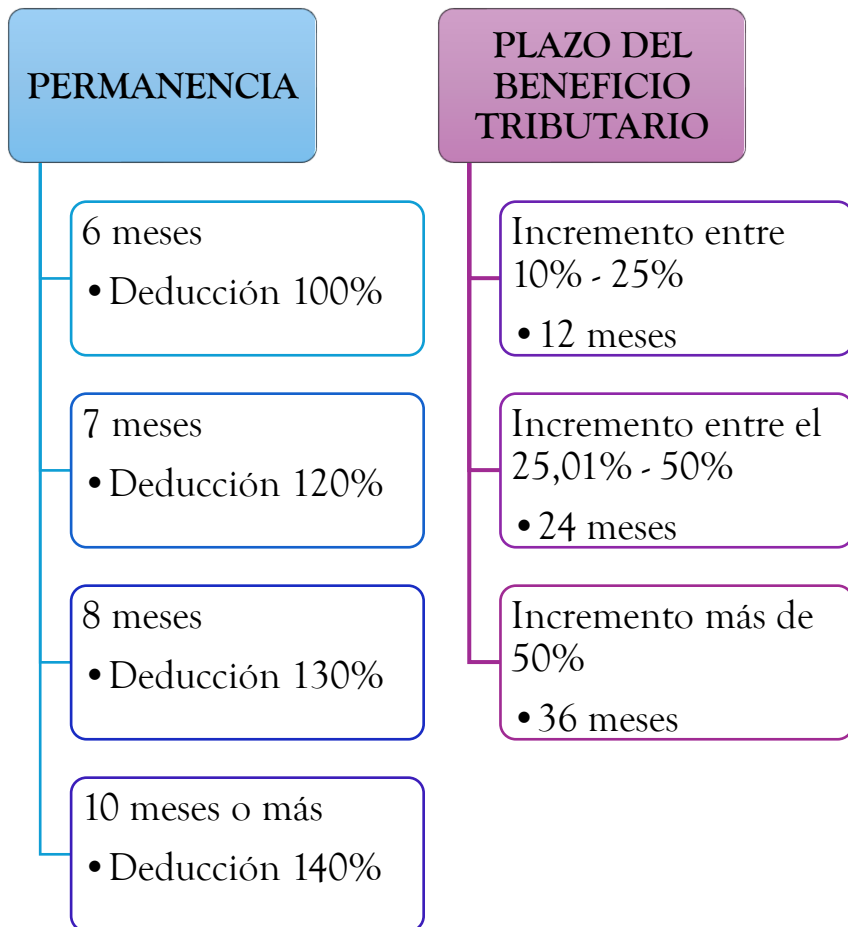 PERMANENCIA
6 meses
• Deducción 100%
7 meses
• Deducción 120%
8 meses
• Deducción 130%
10 meses o más
• Deducción 140%
PLAZO DEL
BENEFICIO
TRIBUTARIO
Incremento entre
10% - 25%
• 12 meses
Incremento entre el
25,01% - 50%
• 24 meses
Incremento más de
50%
• 36 meses